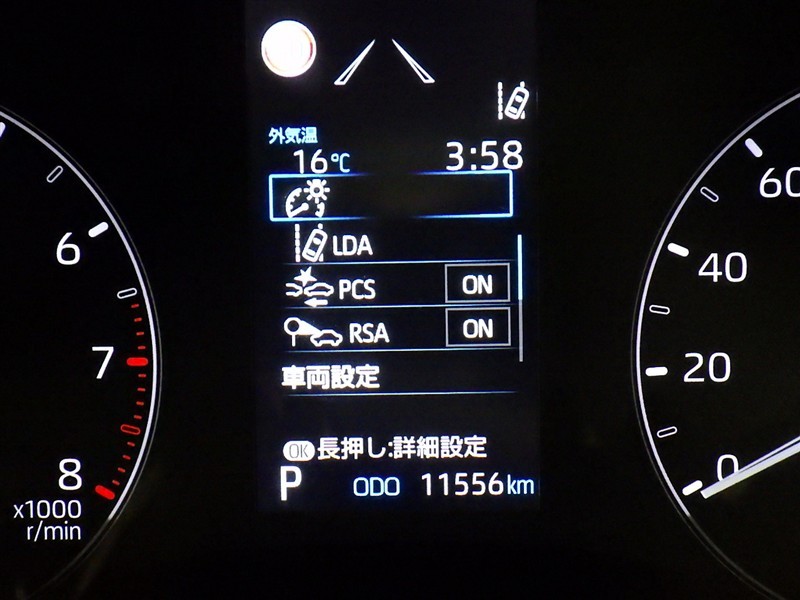 外気温
16℃ 3:58
LDA
PCS ON
RSA ON
車両設定
OK 長押し:詳細設定
P ODO 11556km
6
7
8
x1000
r/min
60
40
20
0